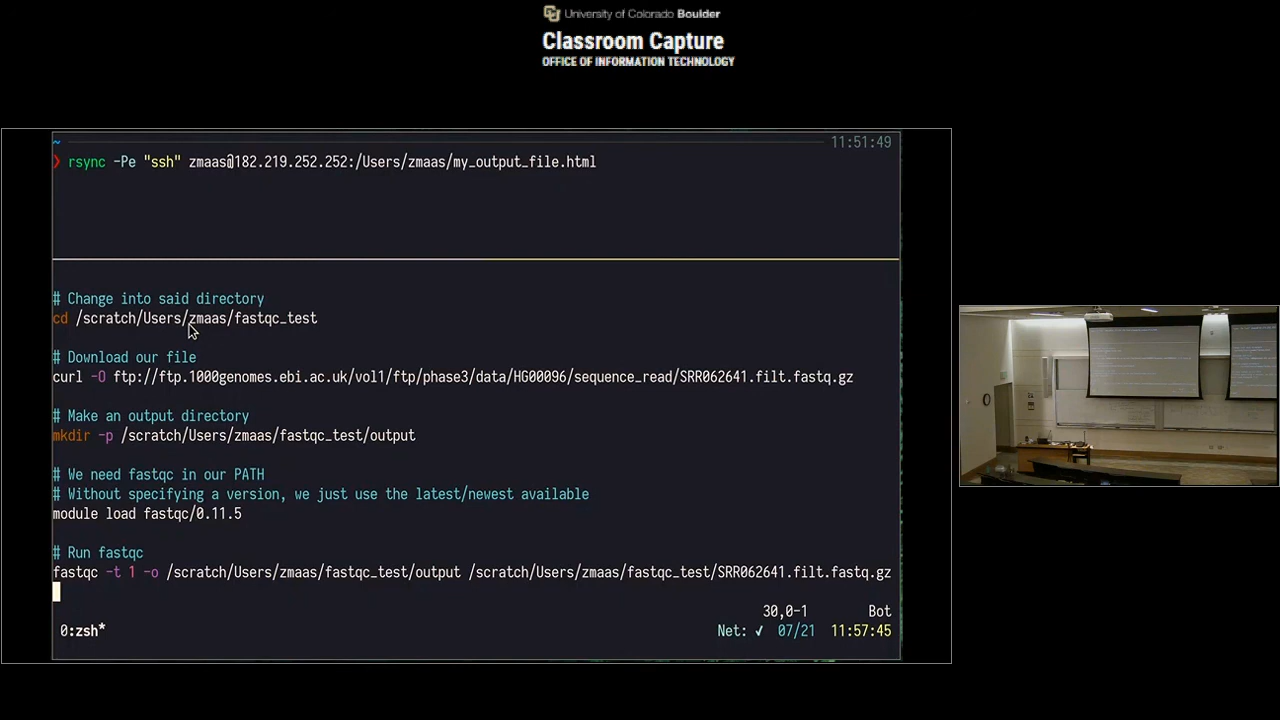 University of Colorado Boulder
Classroom Capture
OFFICE OF INFORMATION TECHNOLOGY
~ 11:51:49
❯ rsync -Pe "ssh" zmaas@182.219.252.252:/Users/zmaas/my_output_file.html
# Change into said directory
cd /scratch/Users/zmaas/fastqc_test
# Download our file
curl -O ftp://ftp.1000genomes.ebi.ac.uk/vol1/ftp/phase3/data/HG00096/sequence_read/SRR062641.filt.fastq.gz
# Make an output directory
mkdir -p /scratch/Users/zmaas/fastqc_test/output
# We need fastqc in our PATH
# Without specifying a version, we just use the latest/newest available
module load fastqc/0.11.5
# Run fastqc
fastqc -t 1 -o /scratch/Users/zmaas/fastqc_test/output /scratch/Users/zmaas/fastqc_test/SRR062641.filt.fastq.gz
30,0-1 Bot
0:zsh* Net: ✔ 07/21 11:57:45